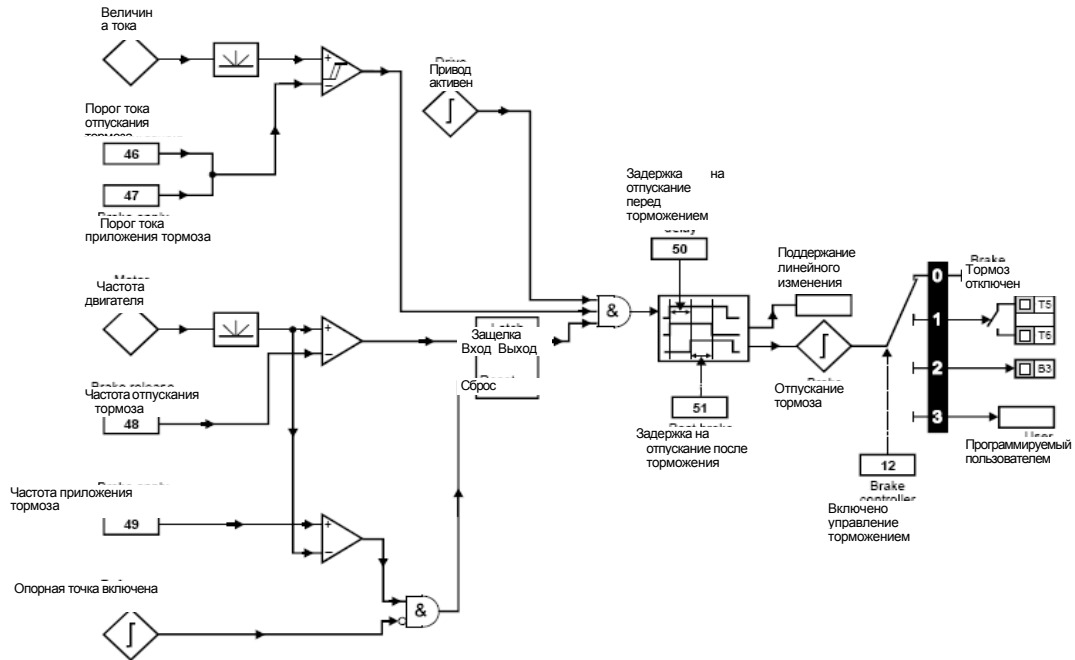 Величин
а тока
Привод
активен
Порог тока
отпускания
тормоза
46
47
Порог тока
приложения тормоза
Задержка на
отпускание
перед
торможением
50
Поддержание
линейного
изменения
0
Тормоз
отключен
1
T5
T6
2
B3
3
Программируемый
пользователем
&
Частота
двигателя
Защелка
Вход Выход
Сброс
51
Задержка на
отпускание после
торможения
Отпускание
тормоза
12
Brake
controller
Включено
управление
торможением
Частота отпускания
тормоза
48
Частота приложения
тормоза
49
Опорная точка включена
&
+
−
+
−
+
−